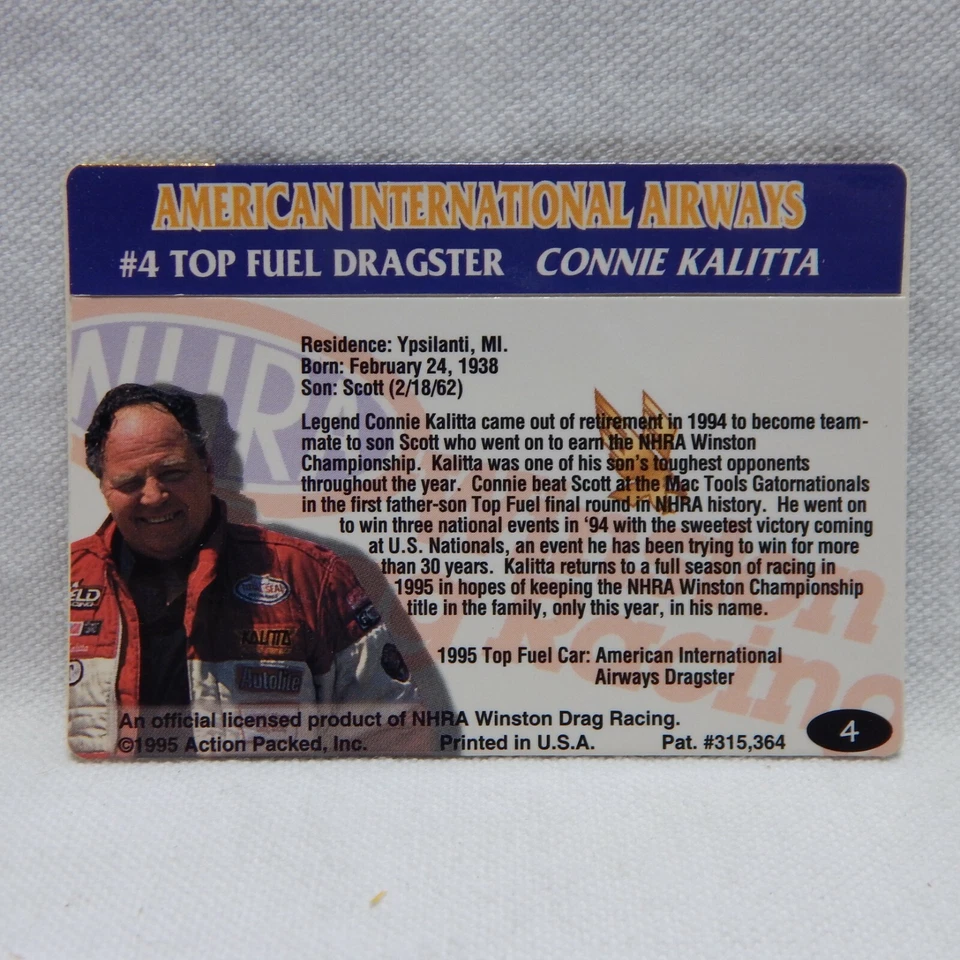 AMERICAN INTERNATIONAL AIRWAYS
#4 TOP FUEL DRAGSTER CONNIE KALITTA
NHRA
Residence: Ypsilanti, MI.
Born: February 24, 1938
Son: Scott (2/18/62)
Legend Connie Kalitta came out of retirement in 1994 to become team-
mate to son Scott who went on to earn the NHRA Winston
Championship. Kalitta was one of his son's toughest opponents
throughout the year. Connie beat Scott at the Mac Tools Gatornationals
in the first father-son Top Fuel final round in NHRA history. He went on
to win three national events in '94 with the sweetest victory coming
at U.S. Nationals, an event he has been trying to win for more
than 30 years. Kalitta returns to a full season of racing in
1995 in hopes of keeping the NHRA Winston Championship
title in the family, only this year, in his name.
1995 Top Fuel Car: American International
Airways Dragster
KALITTA
Autolite
Racing
An official licensed product of NHRA Winston Drag Racing.
©1995 Action Packed, Inc. Printed in U.S.A. Pat. #315,364
4